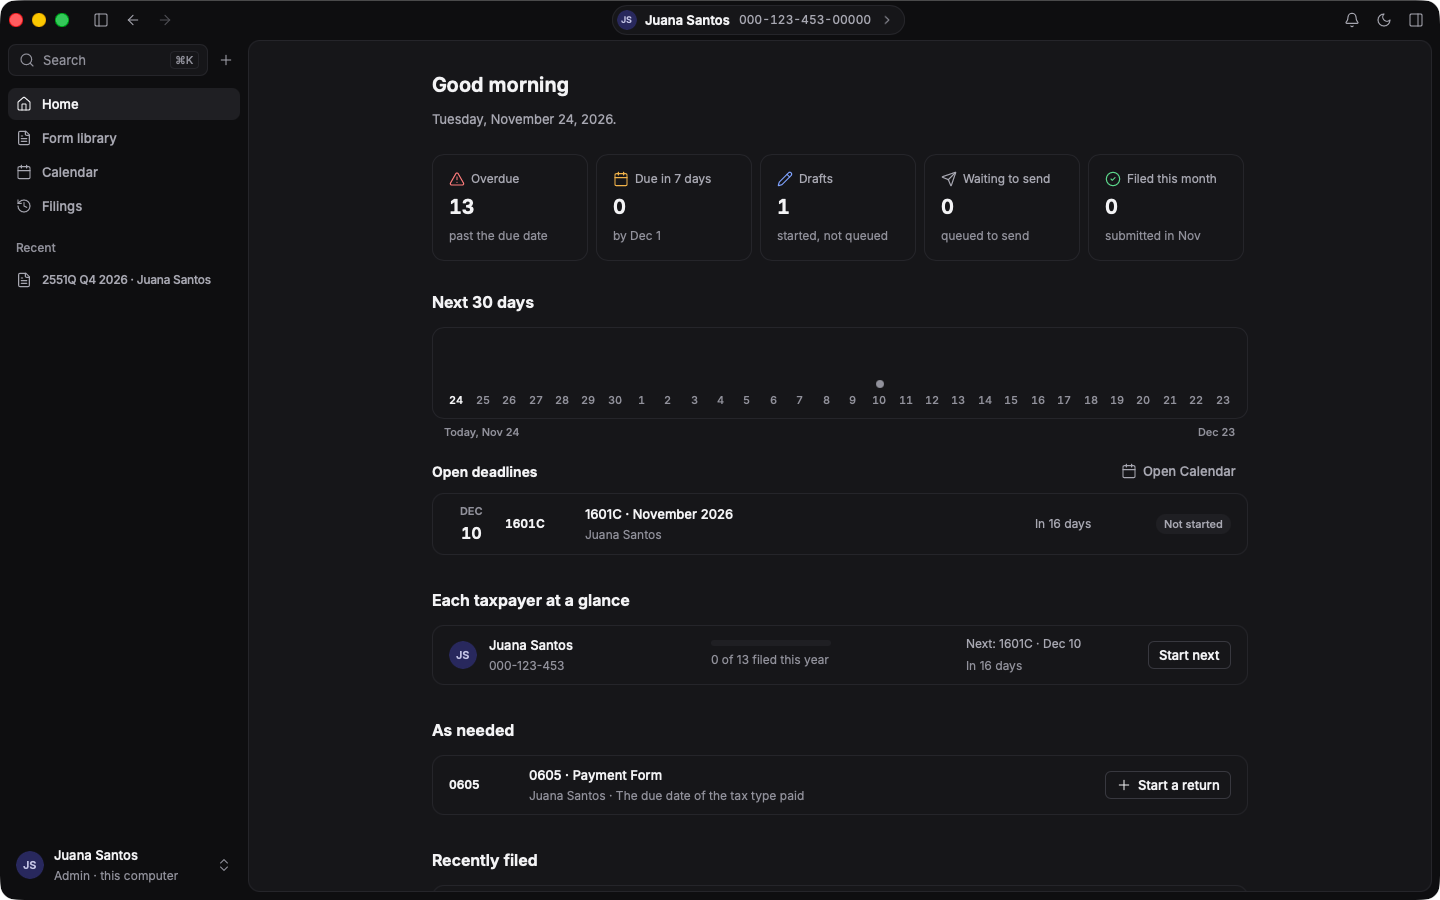 JS Juana Santos 000-123-453-00000
Search ⌘K
Home
Form library
Calendar
Filings
Recent
2551Q Q4 2026 · Juana Santos
JS
Juana Santos
Admin · this computer
Good morning
Tuesday, November 24, 2026.
Overdue
13
past the due date
Due in 7 days
0
by Dec 1
Drafts
1
started, not queued
Waiting to send
0
queued to send
Filed this month
0
submitted in Nov
Next 30 days
24 25 26 27 28 29 30 1 2 3 4 5 6 7 8 9 10 11 12 13 14 15 16 17 18 19 20 21 22 23
Today, Nov 24 Dec 23
Open deadlines Open Calendar
DEC
10
1601C
1601C · November 2026
Juana Santos
In 16 days
Not started
Each taxpayer at a glance
JS
Juana Santos
000-123-453
0 of 13 filed this year
Next: 1601C · Dec 10
In 16 days
Start next
As needed
0605
0605 · Payment Form
Juana Santos · The due date of the tax type paid
Start a return
Recently filed